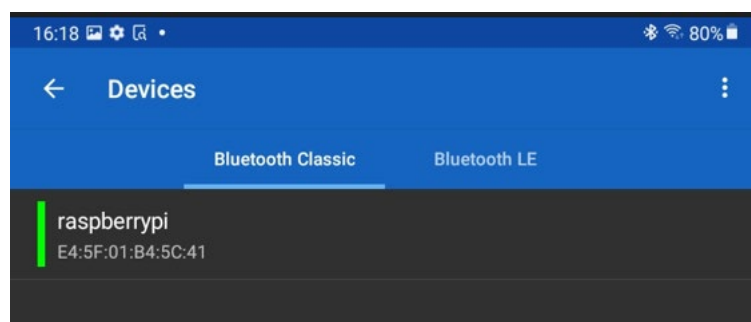 16:18 80%
Devices
Bluetooth Classic Bluetooth LE
raspberrypi
E4:5F:01:B4:5C:41